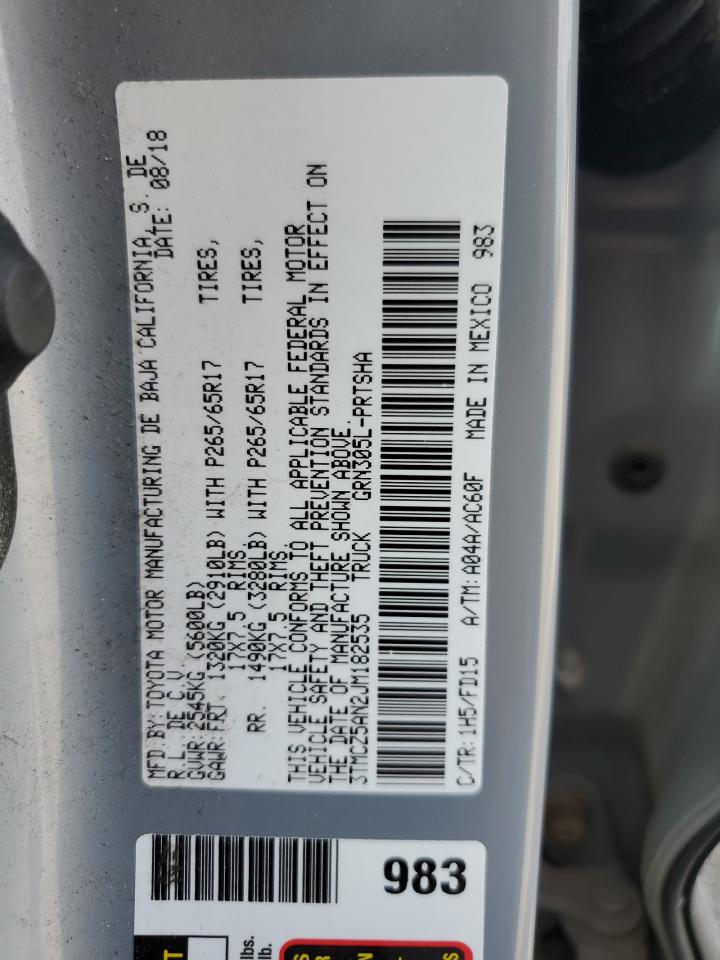 MFD.BY:TOYOTA MOTOR MANUFACTURING DE BAJA CALIFORNIA, S. DE
R.L. DE C.V. DATE: 08/18
GVWR:2545KG (5600LB)
GAWR:FRT. 1320KG (2910LB) WITH P265/65R17 TIRES,
17X7.5 RIMS
RR. 1490KG (3280LB) WITH P265/65R17 TIRES,
17X7.5 RIMS
THIS VEHICLE CONFORMS TO ALL APPLICABLE FEDERAL MOTOR
VEHICLE SAFETY AND THEFT PREVENTION STANDARDS IN EFFECT ON
THE DATE OF MANUFACTURE SHOWN ABOVE.
3TMCZ5AN2JM182535 TRUCK GRN305L-PRTSHA
C/TR:1H5/FD15 A/TM:A04A/AC60F MADE IN MEXICO 983
983
lbs.
lb.